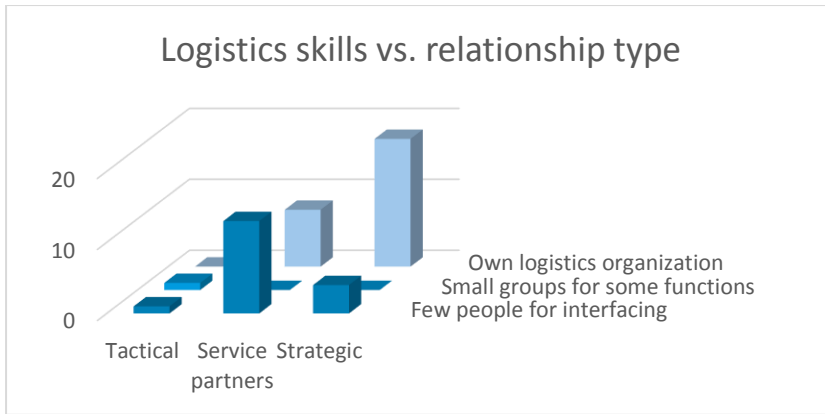 Logistics skills vs. relationship type
20
10
0
Own logistics organization
Small groups for some functions
Few people for interfacing
Tactical Service Strategic
partners